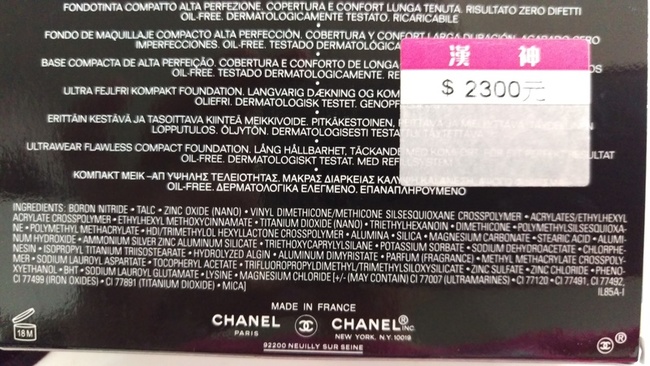 FONDOTINTA COMPATTO ALTA PERFEZIONE. COPERTURA E CONFORT LUNGA TENUTA. RISULTATO ZERO DIFETTI
OIL-FREE. DERMATOLOGICAMENTE TESTATO. RICARICABILE
FOND DE MAQUILLAJE COMPACTO ALTA PERFECCIÓN. COBERTURA Y CONFORT LARGA DURACIÓN. ACABADO CERO
IMPERFECCIONES. OIL-FREE. TESTADO
BASE COMPACTA DE ALTA PERFEIÇÃO. COBERTURA E CONFORTO DE LONGA
OIL-FREE. TESTADO DERMATOLOGICAMENTE.
ULTRA FEJLFRI KOMPAKT FOUNDATION. LANGVARIG DÆKNING OG
OLIEFRI. DERMATOLOGISK TESTET.
ERITTÄIN KESTÄVÄ JA TASOITTAVA KIINTEÄ MEIKKIVOIDE. PITKÄKESTOINEN,
LOPPUTULOS. ÖLJYTÖN. DERMATOLOGISESTI
ULTRAWEAR FLAWLESS COMPACT FOUNDATION. LÅNG HÅLLBARHET, TÄCKANDE
OIL-FREE. DERMATOLOGISKT TESTAT. MED
ΚΟΜΠΑΚΤ ΜΕΙΚ –ΑΠ ΥΨΗΛΗΣ ΤΕΛΕΙΟΤΗΤΑΣ. ΜΑΚΡΑΣ ΔΙΑΡΚΕΙΑΣ
OIL-FREE. ΔΕΡΜΑΤΟΛΟΓΙΚΑ ΕΛΕΓΜΕΝΟ. ΕΠΑΝΑΠΛΗΡΟΥΜΕΝΟ
漢 神
$ 2300元
INGREDIENTS: BORON NITRIDE • TALC • ZINC OXIDE (NANO) • VINYL DIMETHICONE/METHICONE SILSESQUIOXANE CROSSPOLYMER • ACRYLATES/ETHYLHEXYL
ACRYLATE CROSSPOLYMER • ETHYLHEXYL METHOXYCINNAMATE • TITANIUM DIOXIDE (NANO) • TRIETHYLHEXANOIN • DIMETHICONE • POLYMETHYLSILSESQUIOXA-
NE • POLYMETHYL METHACRYLATE • HDI/TRIMETHYLOL HEXYLLACTONE CROSSPOLYMER • ALUMINA • SILICA • MAGNESIUM CARBONATE • STEARIC ACID • ALUMI-
NUM HYDROXIDE • AMMONIUM SILVER ZINC ALUMINUM SILICATE • TRIETHOXYCAPRYLYLSILANE • POTASSIUM SORBATE • SODIUM DEHYDROACETATE • CHLORPHE-
NESIN • ISOPROPYL TITANIUM TRIISOSTEARATE • HYDROLYZED ALGIN • ALUMINUM DIMYRISTATE • PARFUM (FRAGRANCE) • METHYL METHACRYLATE CROSSPOLY-
MER • SODIUM LAUROYL ASPARTATE • TOCOPHERYL ACETATE • TRIFLUOROPROPYLDIMETHYL/TRIMETHYLSILOXYSILICATE • ZINC SULFATE • ZINC CHLORIDE • PHENO-
XYETHANOL • BHT • SODIUM LAUROYL GLUTAMATE • LYSINE • MAGNESIUM CHLORIDE [+/- (MAY CONTAIN) CI 77007 (ULTRAMARINES) • CI 77120 • CI 77491, CI 77492,
CI 77499 (IRON OXIDES) • CI 77891 (TITANIUM DIOXIDE) • MICA]
IL85A-I
MADE IN FRANCE
18M
CHANEL CHANEL® INC.
PARIS NEW YORK, N.Y. 10019
92200 NEUILLY SUR SEINE
®